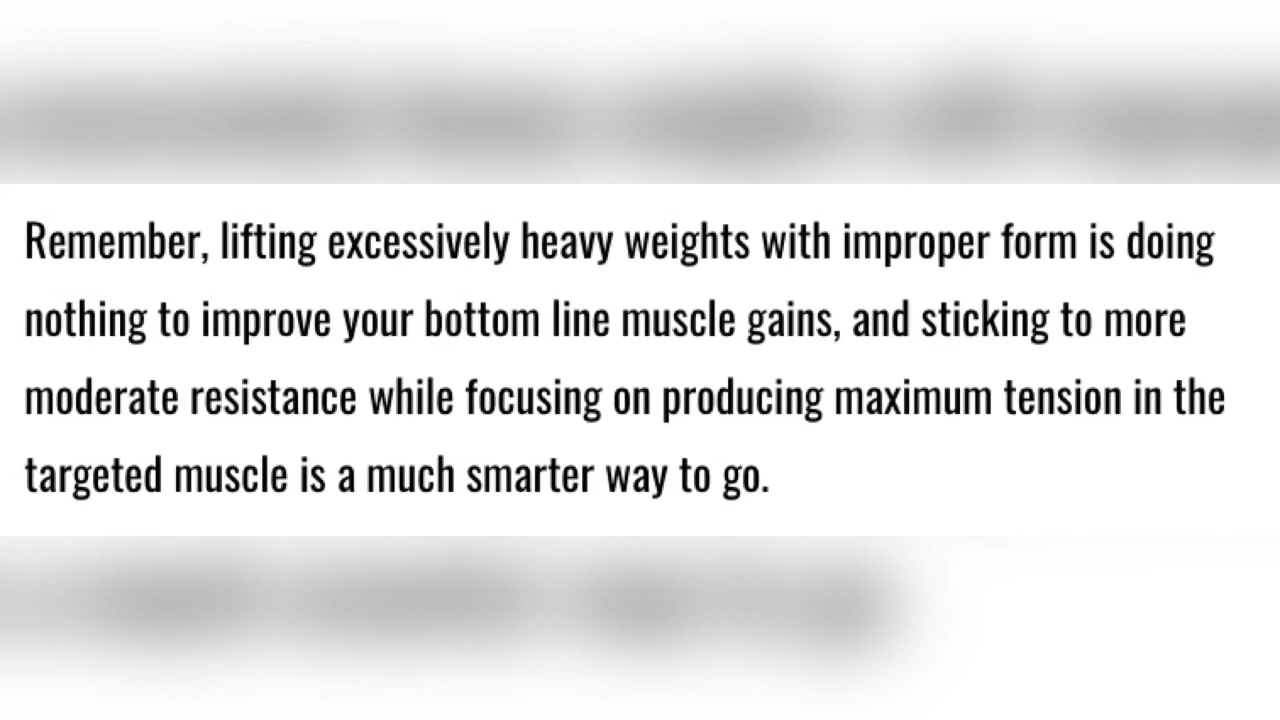 Remember, lifting excessively heavy weights with improper form is doing
nothing to improve your bottom line muscle gains, and sticking to more
moderate resistance while focusing on producing maximum tension in the
targeted muscle is a much smarter way to go.